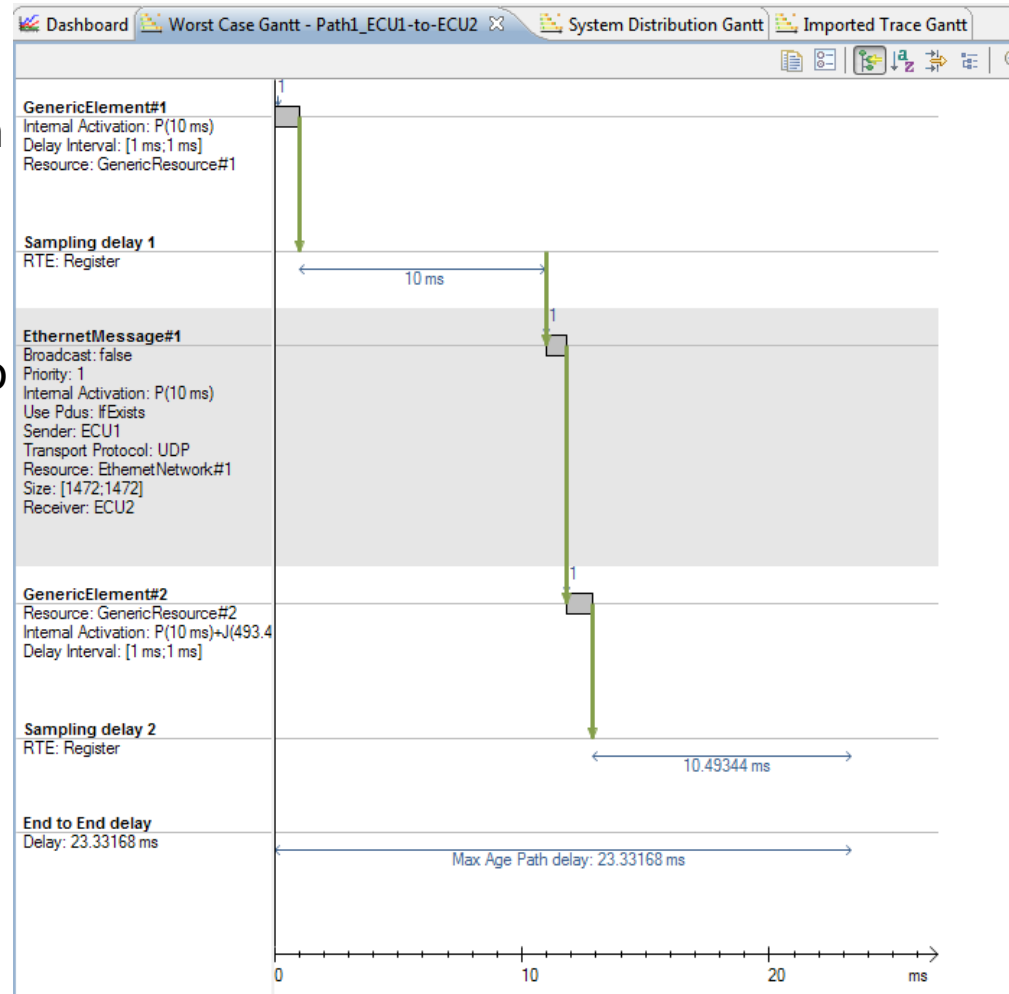 Dashboard Worst Case Gantt - Path1_ECU1-to-ECU2 System Distribution Gantt Imported Trace Gantt
1
GenericElement#1
Internal Activation: P(10 ms)
Delay Interval: [1 ms;1 ms]
Resource: GenericResource#1
Sampling delay 1
RTE: Register
10 ms
1
EthernetMessage#1
Broadcast: false
Priority: 1
Internal Activation: P(10 ms)
Use Pdus: IfExists
Sender: ECU1
Transport Protocol: UDP
Resource: EthernetNetwork#1
Size: [1472;1472]
Receiver: ECU2
1
GenericElement#2
Resource: GenericResource#2
Internal Activation: P(10 ms)+J(493.4
Delay Interval: [1 ms;1 ms]
Sampling delay 2
RTE: Register
10.49344 ms
End to End delay
Delay: 23.33168 ms
Max Age Path delay: 23.33168 ms
0 10 20 ms